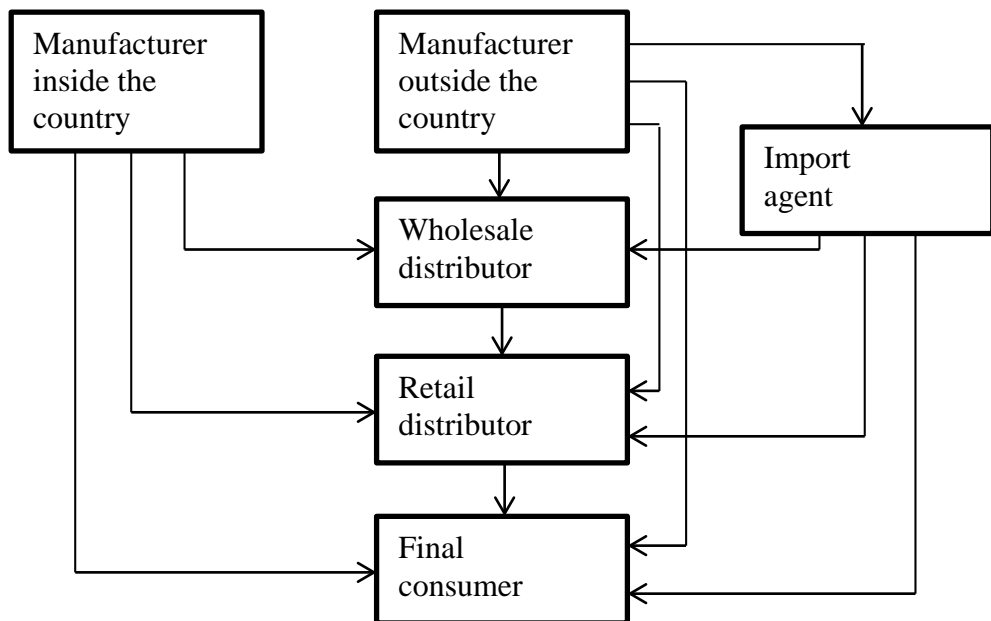 Manufacturer
inside the
country
Manufacturer
outside the
country
Import
agent
Wholesale
distributor
Retail
distributor
Final
consumer